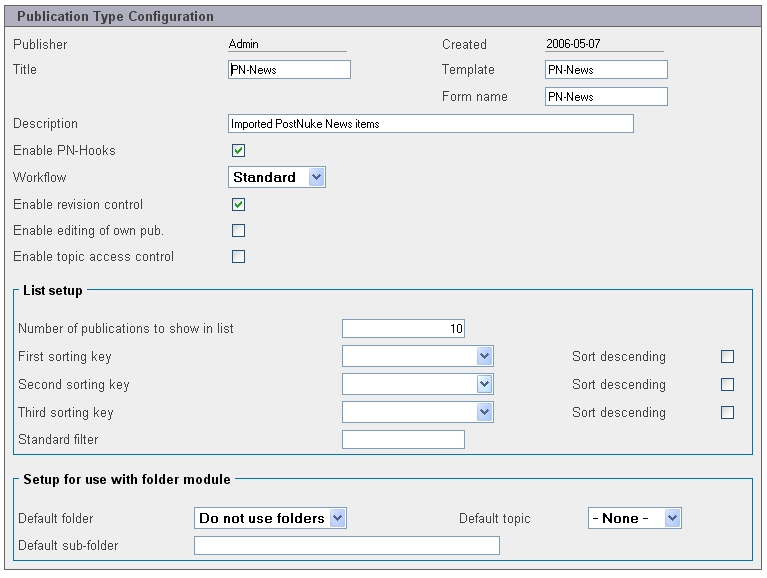 Publication Type Configuration
Publisher Admin Created 2006-05-07
Title PN-News Template PN-News
Form name PN-News
Description Imported PostNuke News items
Enable PN-Hooks
Workflow Standard
Enable revision control
Enable editing of own pub.
Enable topic access control
List setup
Number of publications to show in list 10
First sorting key Sort descending
Second sorting key Sort descending
Third sorting key Sort descending
Standard filter
Setup for use with folder module
Default folder Do not use folders Default topic - None -
Default sub-folder